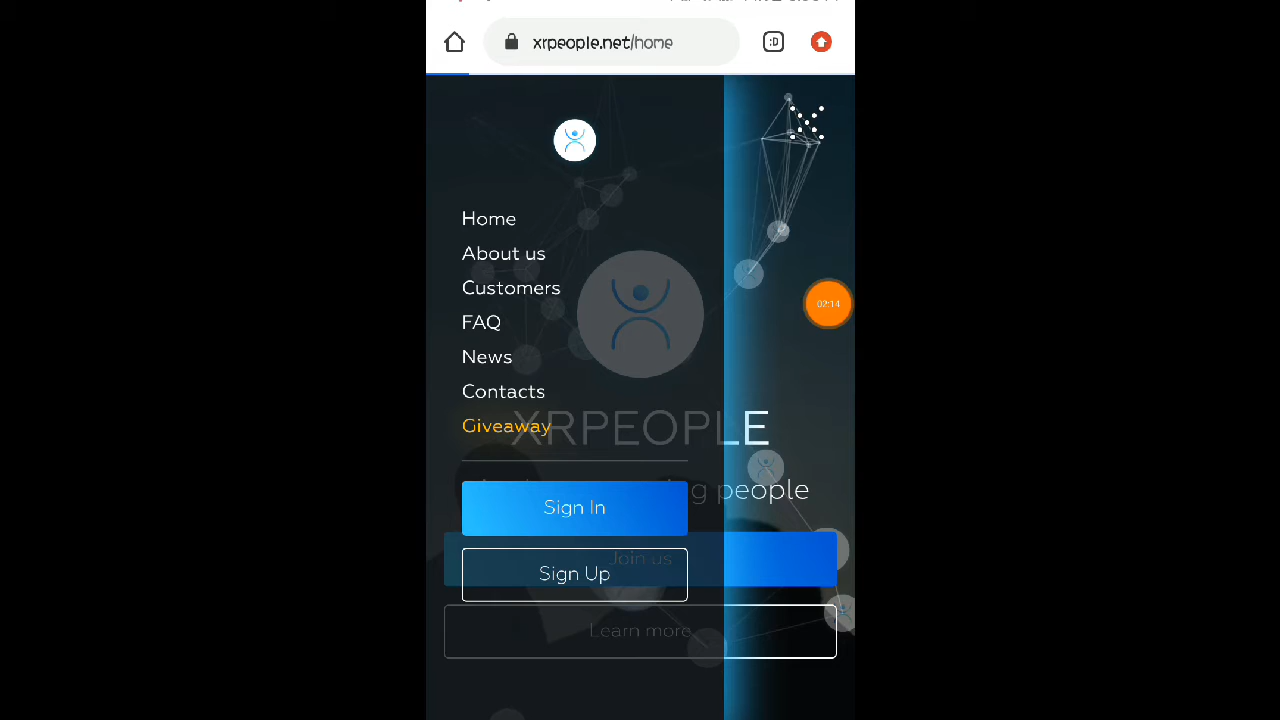 xrpeople.net/home
:D
Home
About us
Customers
FAQ
News
Contacts
Giveaway
XRPEOPLE
people
Sign In
Join us
Sign Up
Learn more
02:14